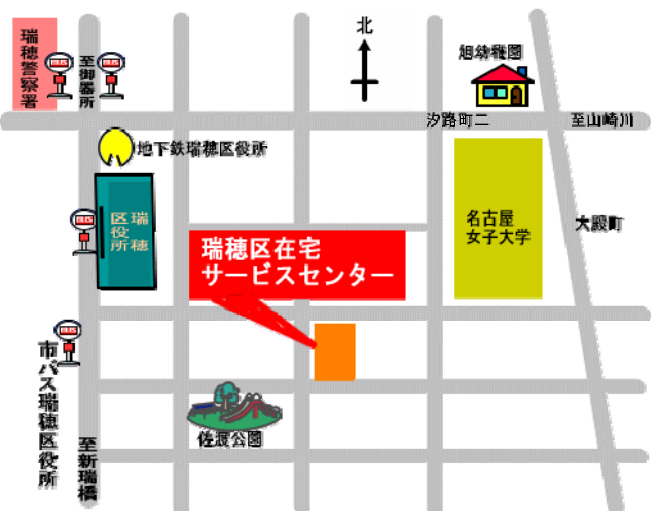 瑞穂警察署
至御器所
北
旭幼稚園
汐路町二
至山崎川
地下鉄瑞穂区役所
瑞穂
区役所
名古屋
女子大学
大殿町
瑞穂区在宅
サービスセンター
市バス瑞穂区役所
佐渡公園
至新瑞橋